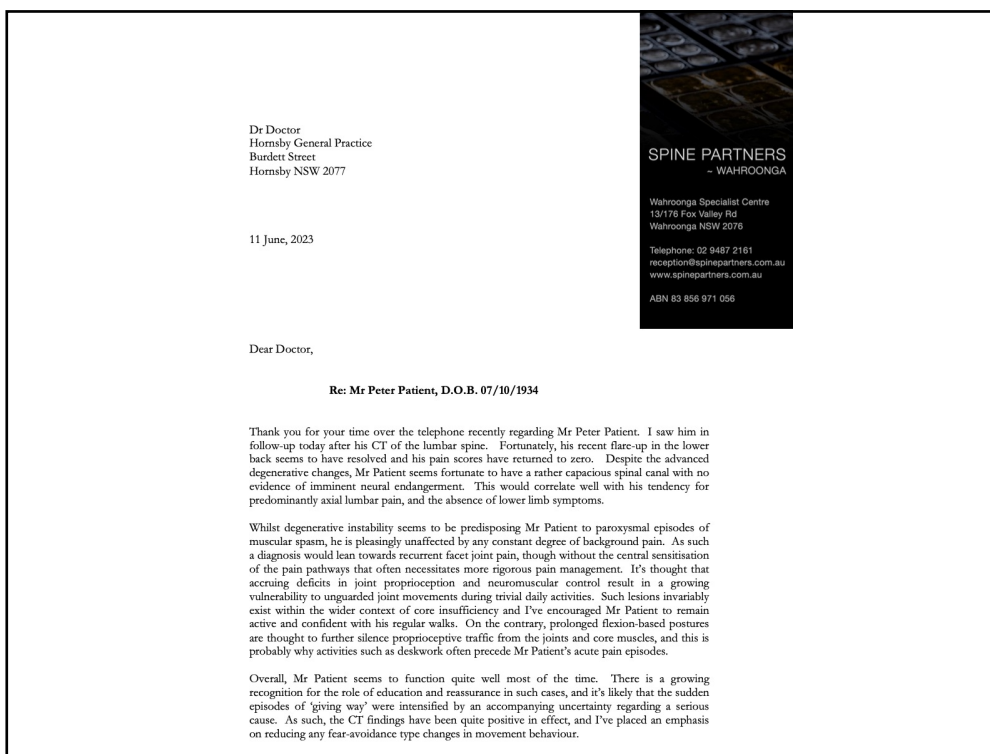 Dr Doctor
Hornsby General Practice
Burdett Street
Hornsby NSW 2077
11 June, 2023
SPINE PARTNERS
~ WAHROONGA
Wahroonga Specialist Centre
13/176 Fox Valley Rd
Wahroonga NSW 2076
Telephone: 02 9487 2161
reception@spinepartners.com.au
www.spinepartners.com.au
ABN 83 856 971 056
Dear Doctor,
Re: Mr Peter Patient, D.O.B. 07/10/1934
Thank you for your time over the telephone recently regarding Mr Peter Patient. I saw him in
follow-up today after his CT of the lumbar spine. Fortunately, his recent flare-up in the lower
back seems to have resolved and his pain scores have returned to zero. Despite the advanced
degenerative changes, Mr Patient seems fortunate to have a rather capacious spinal canal with no
evidence of imminent neural endangerment. This would correlate well with his tendency for
predominantly axial lumbar pain, and the absence of lower limb symptoms.
Whilst degenerative instability seems to be predisposing Mr Patient to paroxysmal episodes of
muscular spasm, he is pleasingly unaffected by any constant degree of background pain. As such
a diagnosis would lean towards recurrent facet joint pain, though without the central sensitisation
of the pain pathways that often necessitates more rigorous pain management. It's thought that
accruing deficits in joint proprioception and neuromuscular control result in a growing
vulnerability to unguarded joint movements during trivial daily activities. Such lesions invariably
exist within the wider context of core insufficiency and I've encouraged Mr Patient to remain
active and confident with his regular walks. On the contrary, prolonged flexion-based postures
are thought to further silence proprioceptive traffic from the joints and core muscles, and this is
probably why activities such as deskwork often precede Mr Patient's acute pain episodes.
Overall, Mr Patient seems to function quite well most of the time. There is a growing
recognition for the role of education and reassurance in such cases, and it's likely that the sudden
episodes of 'giving way' were intensified by an accompanying uncertainty regarding a serious
cause. As such, the CT findings have been quite positive in effect, and I've placed an emphasis
on reducing any fear-avoidance type changes in movement behaviour.